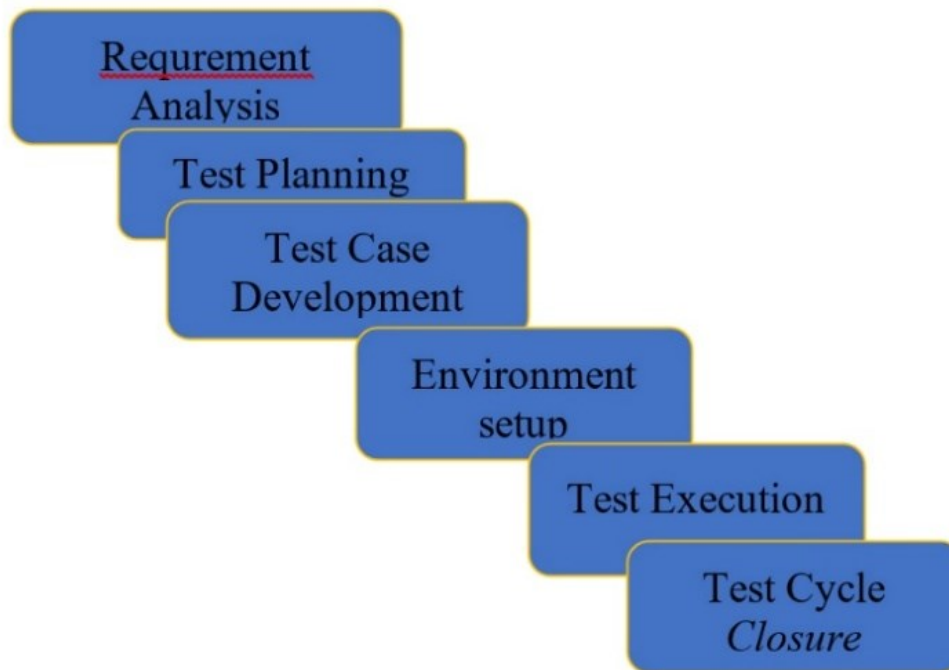 Requrement
Analysis
Test Planning
Test Case
Development
Environment
setup
Test Execution
Test Cycle
Closure